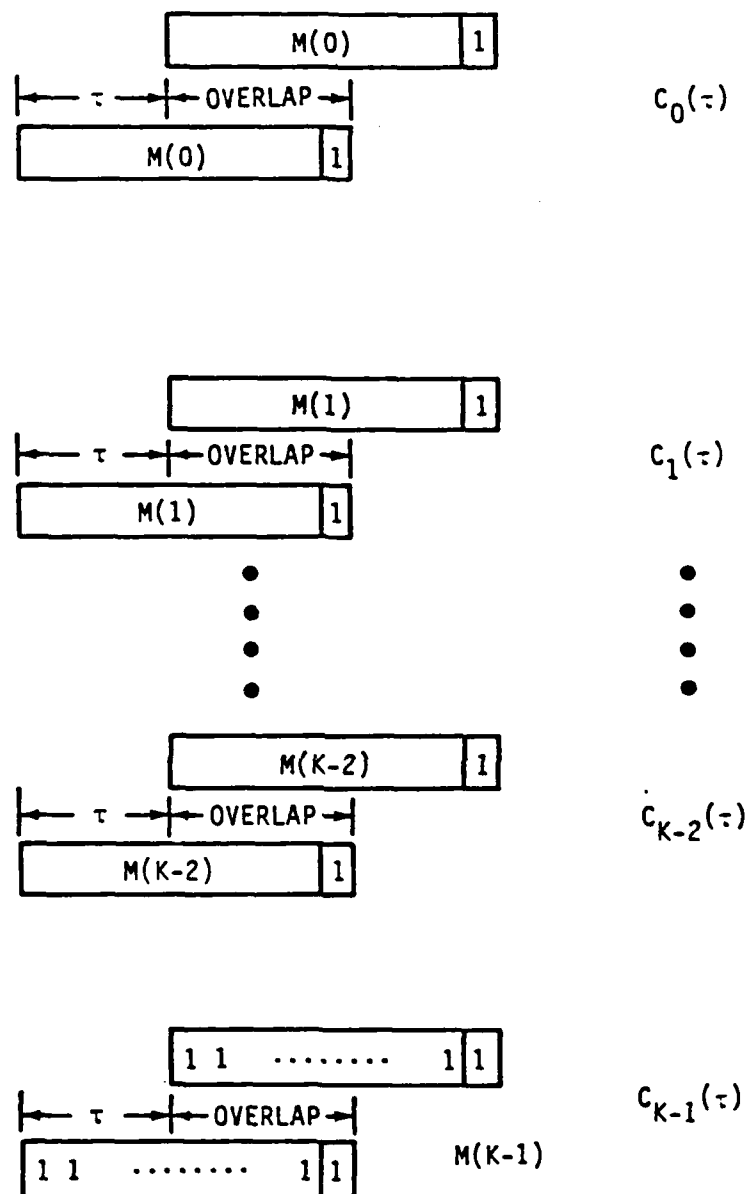 M(0) 1
τ OVERLAP C0(τ)
M(0) 1
M(1) 1
τ OVERLAP C1(τ)
M(1) 1
M(K-2) 1
τ OVERLAP CK-2(τ)
M(K-2) 1
1 1 ........ 1 1
τ OVERLAP CK-1(τ)
1 1 ........ 1 1 M(K-1)